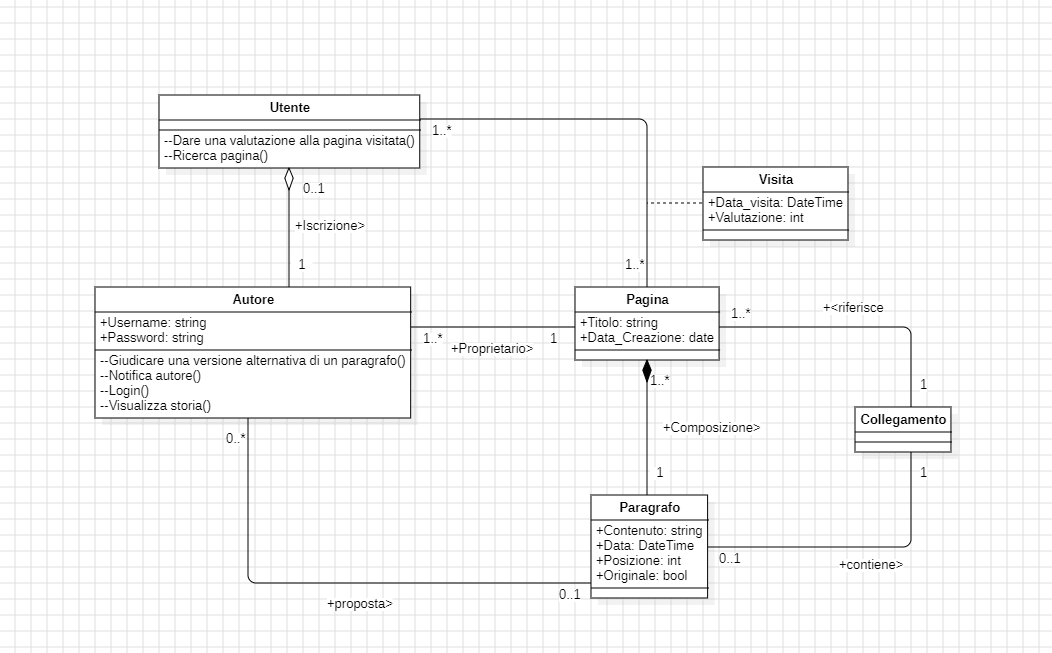 Utente
--Dare una valutazione alla pagina visitata()
--Ricerca pagina()
1..*
0..1
+Iscrizione>
1
Visita
+Data_visita: DateTime
+Valutazione: int
1..*
Autore
+Username: string
+Password: string
--Giudicare una versione alternativa di un paragrafo()
--Notifica autore()
--Login()
--Visualizza storia()
1..*
+Proprietario>
1
Pagina
+Titolo: string
+Data_Creazione: date
1..*
+<riferisce
1
1..*
+Composizione>
1
Collegamento
1
0..*
Paragrafo
+Contenuto: string
+Data: DateTime
+Posizione: int
+Originale: bool
0..1
+contiene>
0..1
+proposta>